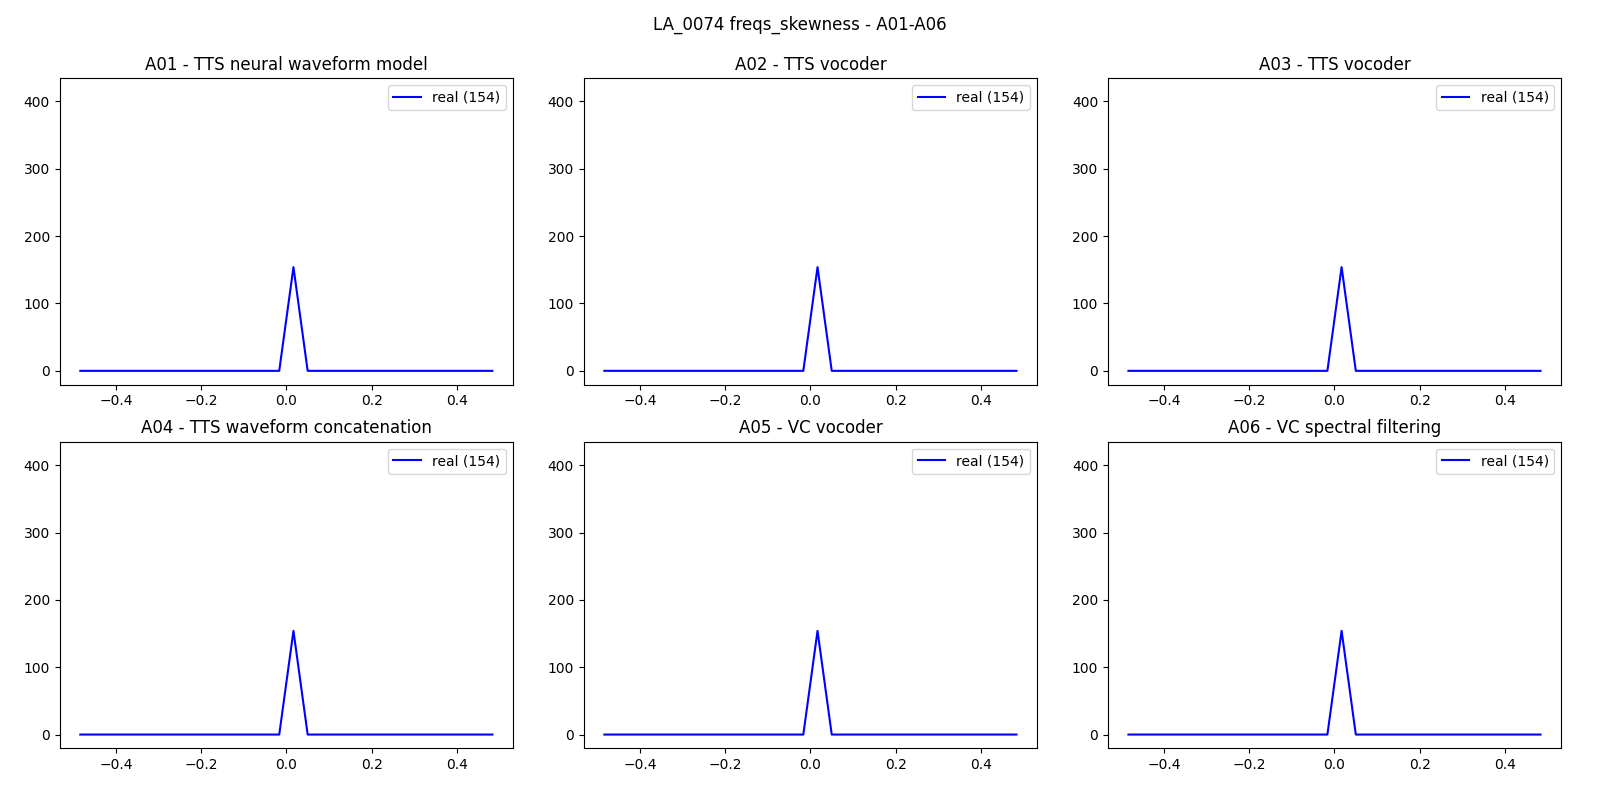 LA_0074 freqs_skewness - A01-A06
A01 - TTS neural waveform model
A02 - TTS vocoder
A03 - TTS vocoder
real (154)
real (154)
real (154)
400
300
200
100
0
400
300
200
100
0
400
300
200
100
0
−0.4 −0.2 0.0 0.2 0.4
−0.4 −0.2 0.0 0.2 0.4
−0.4 −0.2 0.0 0.2 0.4
A04 - TTS waveform concatenation
A05 - VC vocoder
A06 - VC spectral filtering
real (154)
real (154)
real (154)
400
300
200
100
0
400
300
200
100
0
400
300
200
100
0
−0.4 −0.2 0.0 0.2 0.4
−0.4 −0.2 0.0 0.2 0.4
−0.4 −0.2 0.0 0.2 0.4